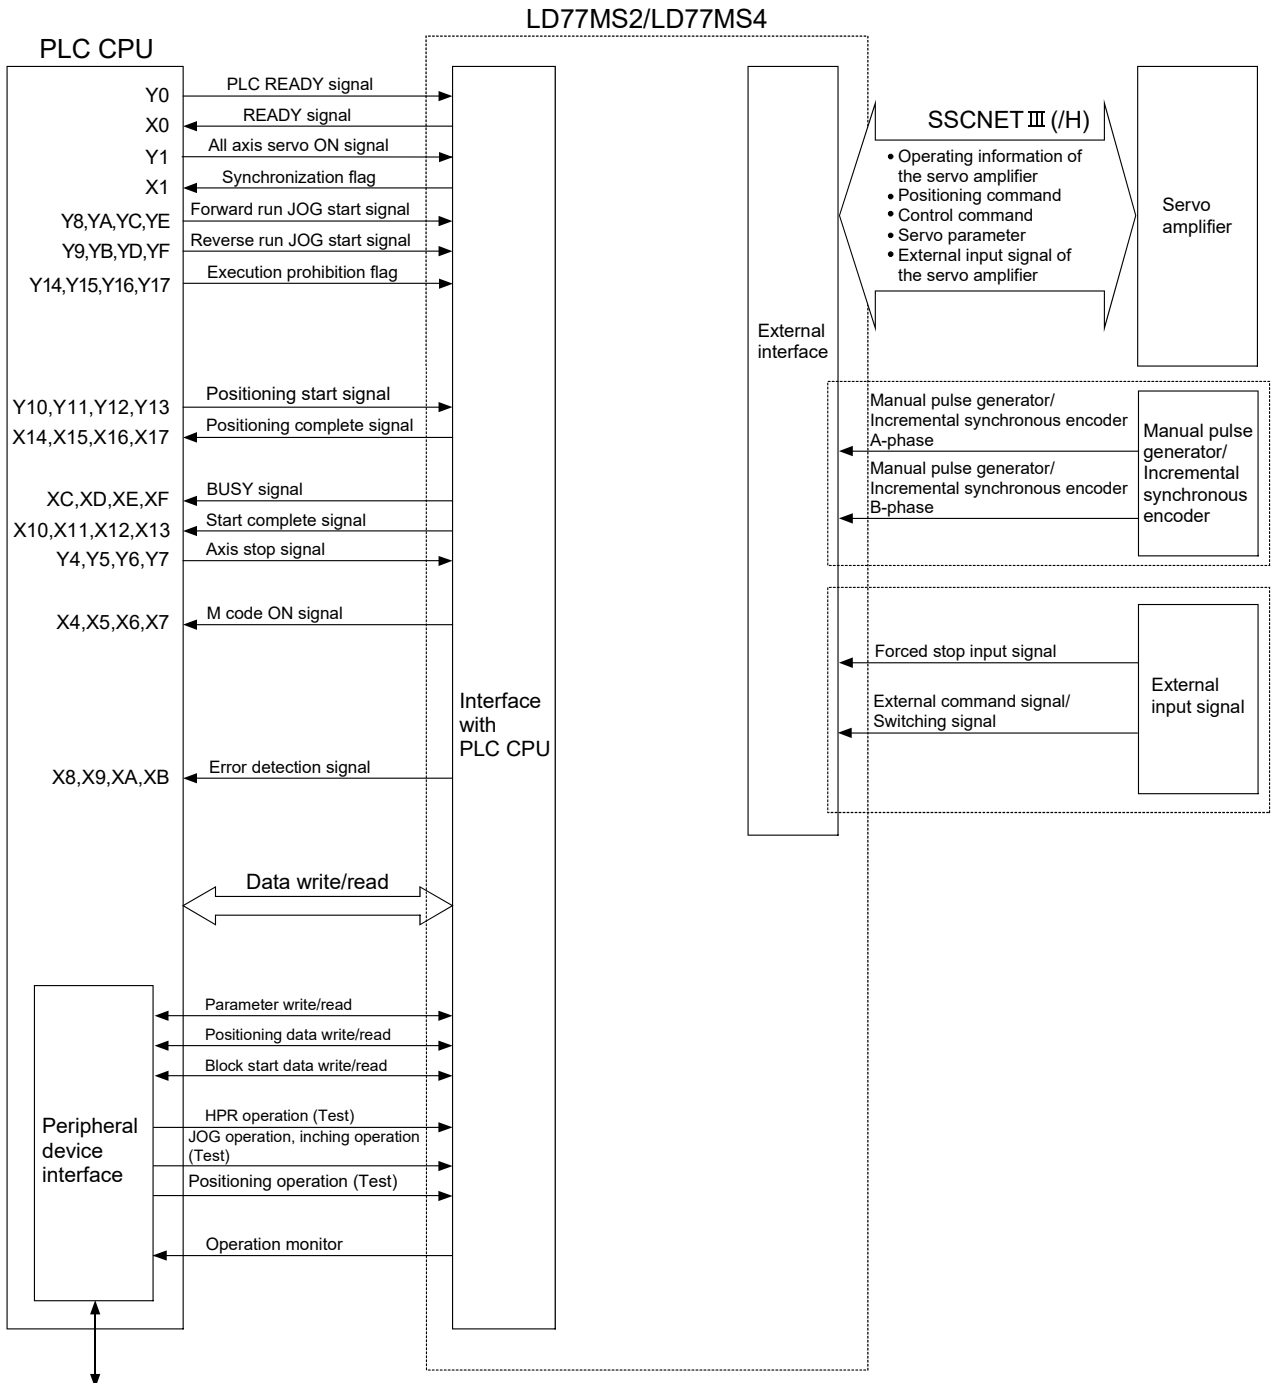 LD77MS2/LD77MS4
PLC CPU
Y0
PLC READY signal
X0
READY signal
Y1
All axis servo ON signal
X1
Synchronization flag
Y8,YA,YC,YE
Forward run JOG start signal
Y9,YB,YD,YF
Reverse run JOG start signal
Y14,Y15,Y16,Y17
Execution prohibition flag
Y10,Y11,Y12,Y13
Positioning start signal
X14,X15,X16,X17
Positioning complete signal
XC,XD,XE,XF
BUSY signal
X10,X11,X12,X13
Start complete signal
Y4,Y5,Y6,Y7
Axis stop signal
X4,X5,X6,X7
M code ON signal
X8,X9,XA,XB
Error detection signal
Data write/read
Parameter write/read
Positioning data write/read
Block start data write/read
HPR operation (Test)
JOG operation, inching operation
(Test)
Positioning operation (Test)
Operation monitor
Peripheral
device
interface
Interface
with
PLC CPU
External
interface
SSCNETⅢ(/H)
• Operating information of
the servo amplifier
• Positioning command
• Control command
• Servo parameter
• External input signal of
the servo amplifier
Servo
amplifier
Manual pulse generator/
Incremental synchronous encoder
A-phase
Manual pulse generator/
Incremental synchronous encoder
B-phase
Manual pulse
generator/
Incremental
synchronous
encoder
Forced stop input signal
External command signal/
Switching signal
External
input signal